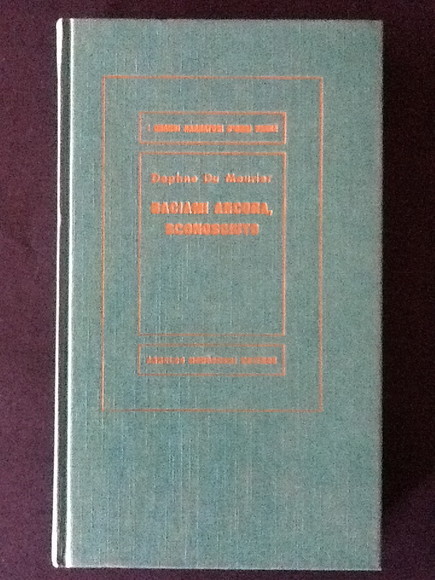 I GRANDI NARRATORI D'OGNI PAESE
Daphne Du Maurier
BACIAMI ANCORA,
SCONOSCIUTO
ARNOLDO MONDADORI EDITORE